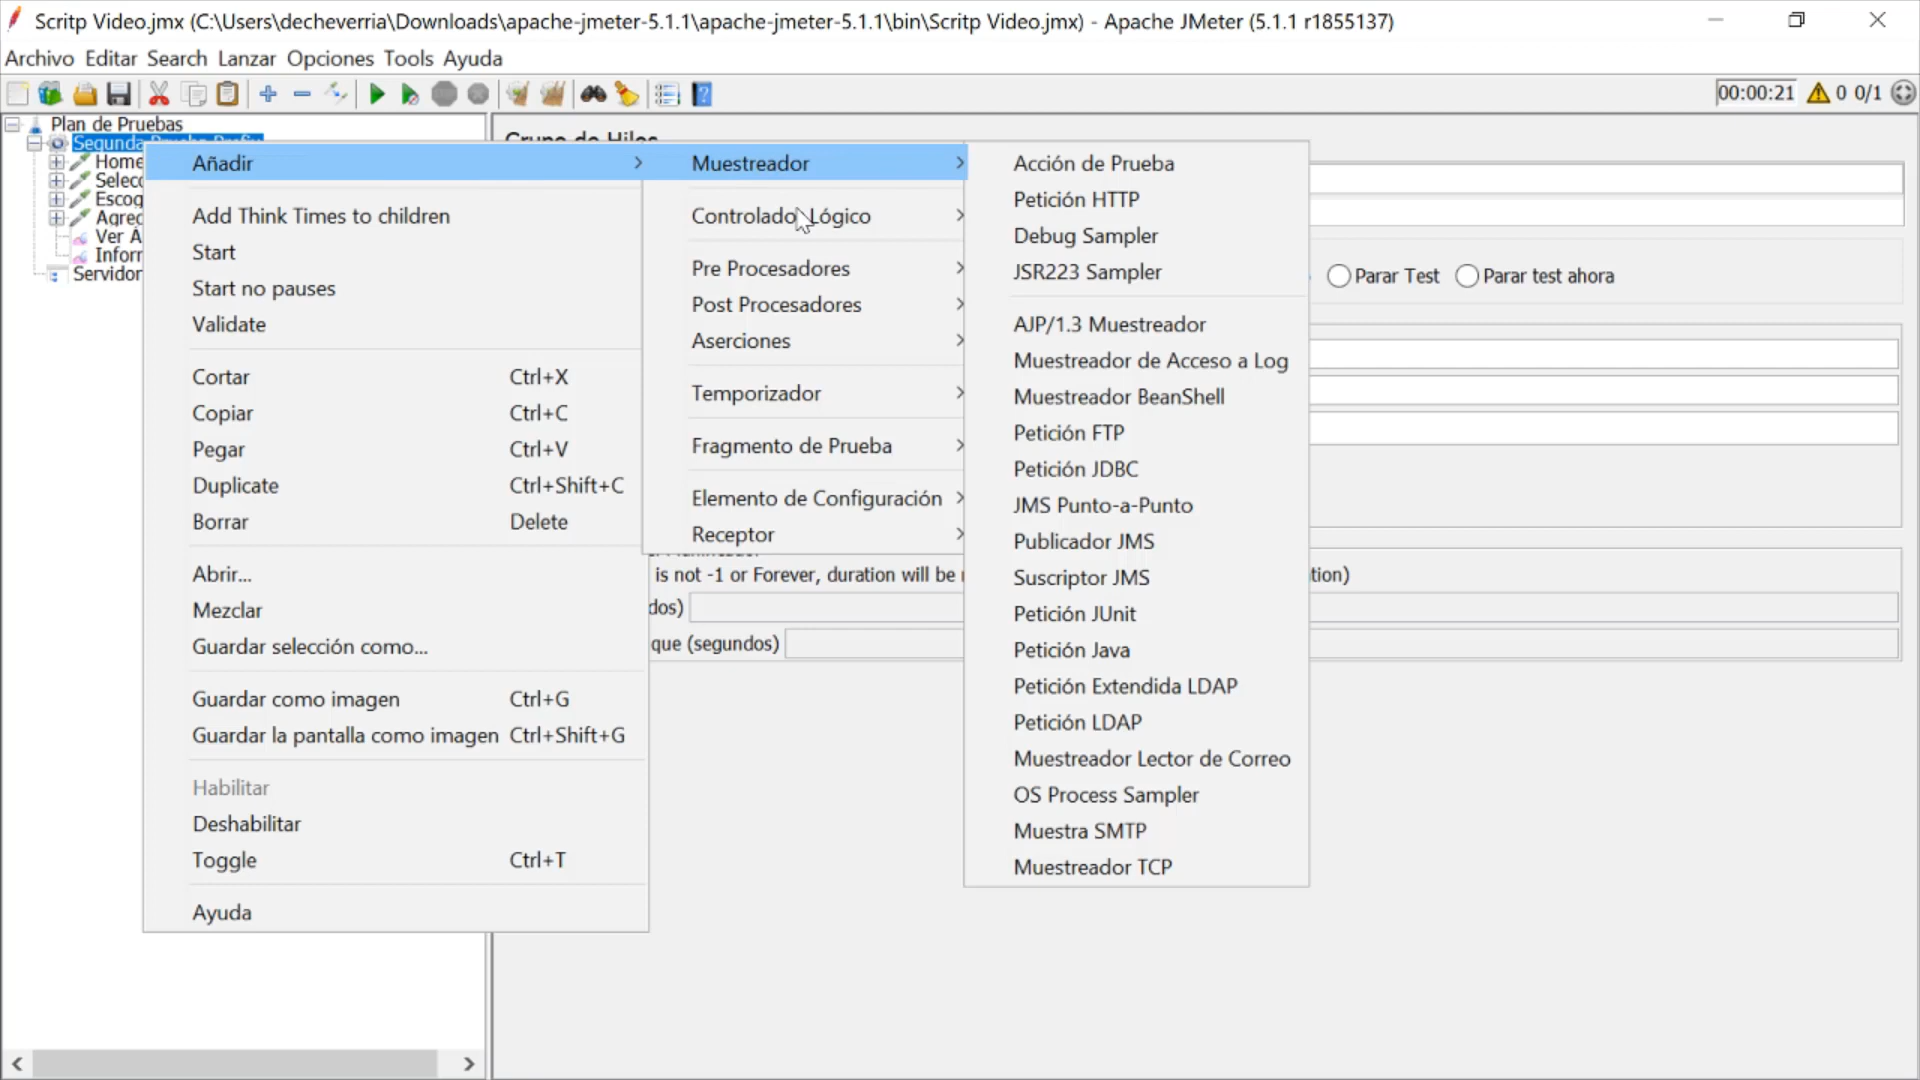 Scritp Video.jmx (C:\Users\decheverria\Downloads\apache-jmeter-5.1.1\apache-jmeter-5.1.1\bin\Scritp Video.jmx) - Apache JMeter (5.1.1 r1855137)
Archivo Editar Search Lanzar Opciones Tools Ayuda
00:00:21 0 0/1
Plan de Pruebas
Segunda Prueba
Home
Ver
Servidor
Grupo de Hilos
Añadir
Add Think Times to children
Start
Start no pauses
Validate
Cortar Ctrl+X
Copiar Ctrl+C
Pegar Ctrl+V
Duplicate Ctrl+Shift+C
Borrar Delete
Abrir...
Mezclar
Guardar selección como...
Guardar como imagen Ctrl+G
Guardar la pantalla como imagen Ctrl+Shift+G
Habilitar
Deshabilitar
Toggle Ctrl+T
Ayuda
Muestreador
Controlador Lógico
Pre Procesadores
Post Procesadores
Aserciones
Temporizador
Fragmento de Prueba
Elemento de Configuración
Receptor
Acción de Prueba
Petición HTTP
Debug Sampler
JSR223 Sampler
AJP/1.3 Muestreador
Muestreador de Acceso a Log
Muestreador BeanShell
Petición FTP
Petición JDBC
JMS Punto-a-Punto
Publicador JMS
Suscriptor JMS
Petición JUnit
Petición Java
Petición Extendida LDAP
Petición LDAP
Muestreador Lector de Correo
OS Process Sampler
Muestra SMTP
Muestreador TCP
Parar Test Parar test ahora
is not -1 or Forever, duration will be
tion)
dos)
que (segundos)